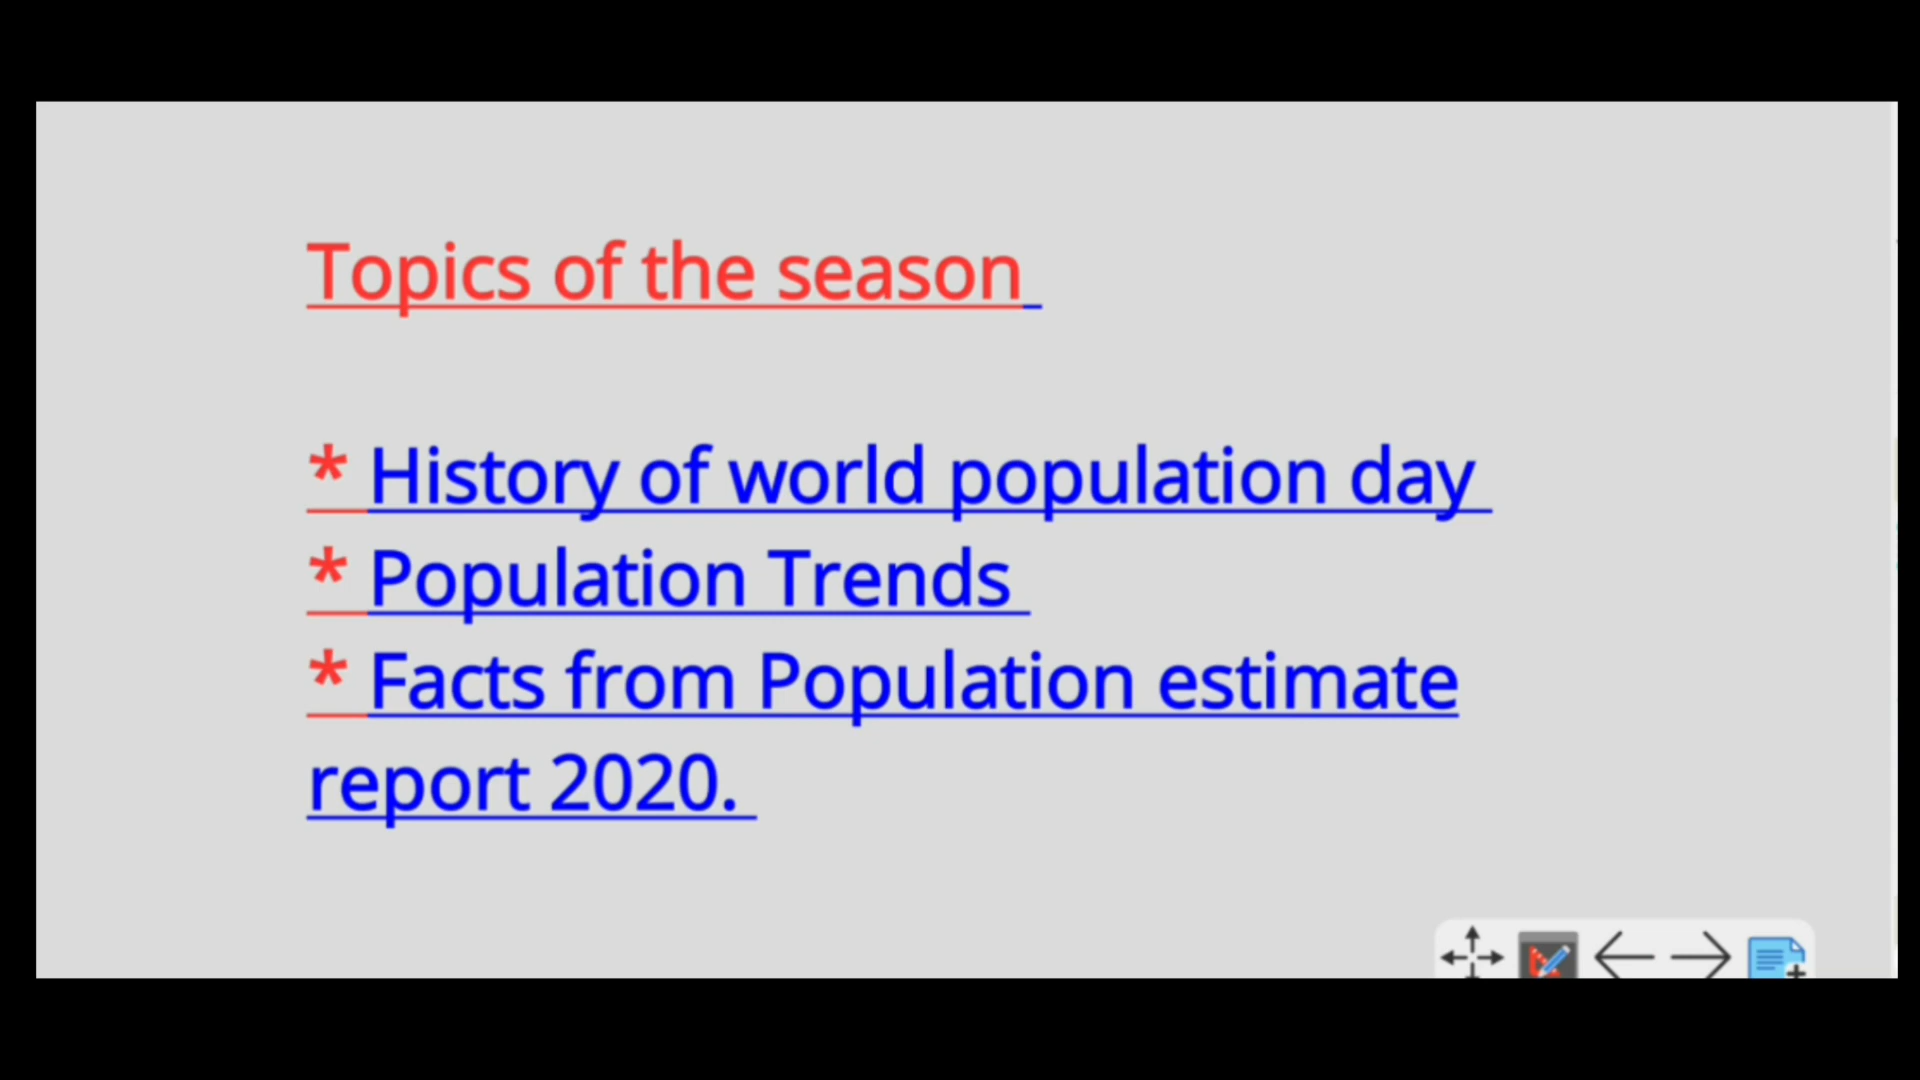 Topics of the season
* History of world population day
* Population Trends
* Facts from Population estimate
report 2020.